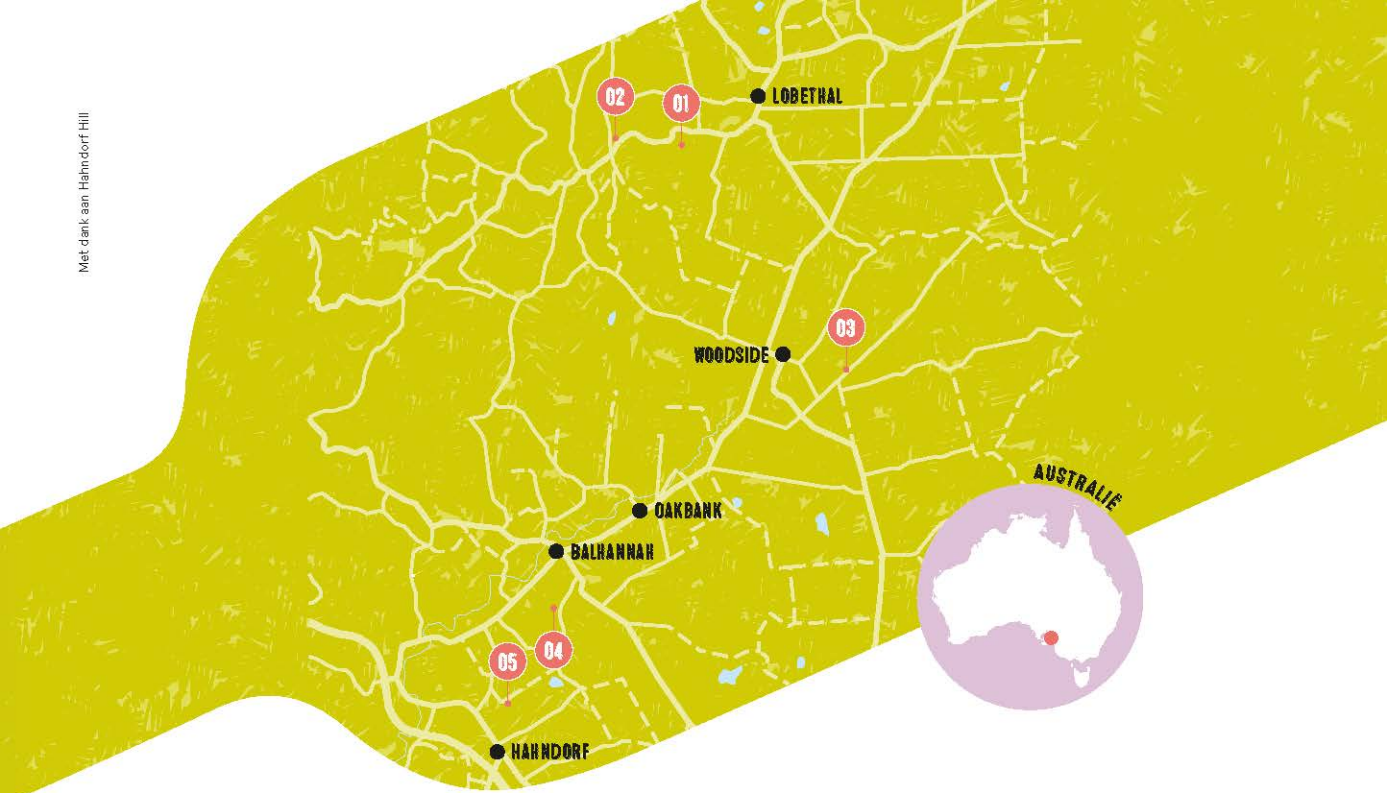 Met dank aan Hahndorf Hill
02
01
LOBETHAL
03
WOODSIDE
OAKBANK
BALHANNAH
04
05
HAHNDORF
AUSTRALIË